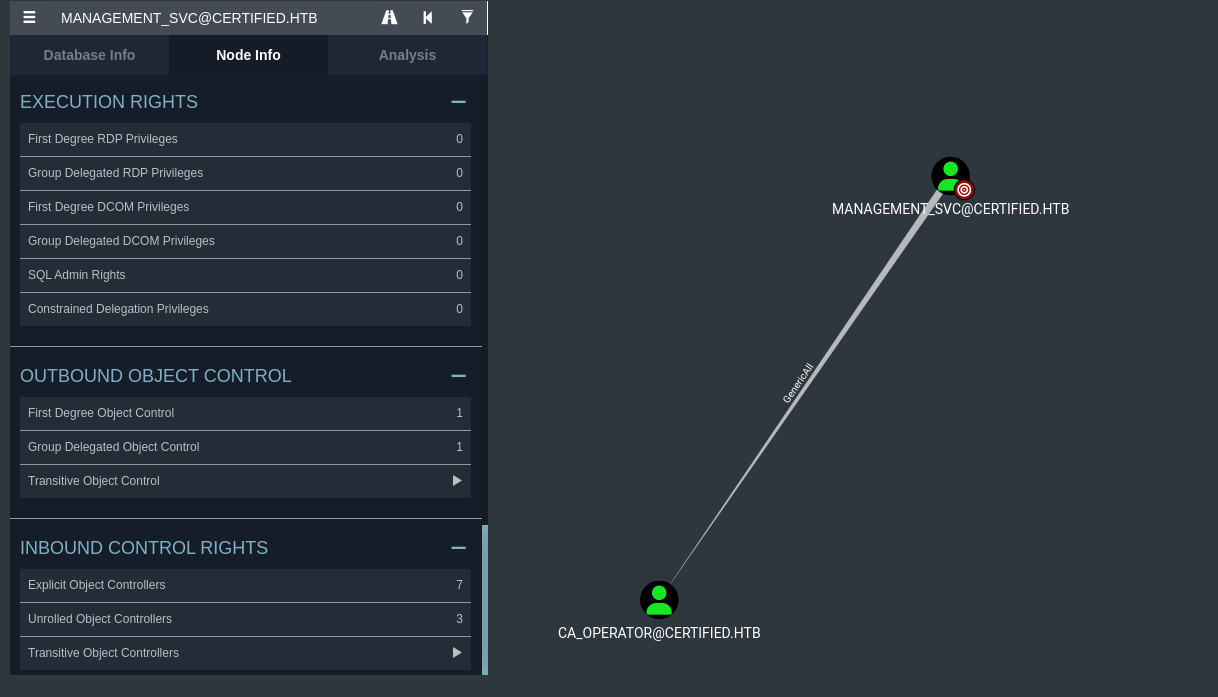 MANAGEMENT_SVC@CERTIFIED.HTB
Database Info Node Info Analysis
EXECUTION RIGHTS
First Degree RDP Privileges 0
Group Delegated RDP Privileges 0
First Degree DCOM Privileges 0
Group Delegated DCOM Privileges 0
SQL Admin Rights 0
Constrained Delegation Privileges 0
OUTBOUND OBJECT CONTROL
First Degree Object Control 1
Group Delegated Object Control 1
Transitive Object Control
INBOUND CONTROL RIGHTS
Explicit Object Controllers 7
Unrolled Object Controllers 3
Transitive Object Controllers
MANAGEMENT_SVC@CERTIFIED.HTB
GenericAll
CA_OPERATOR@CERTIFIED.HTB